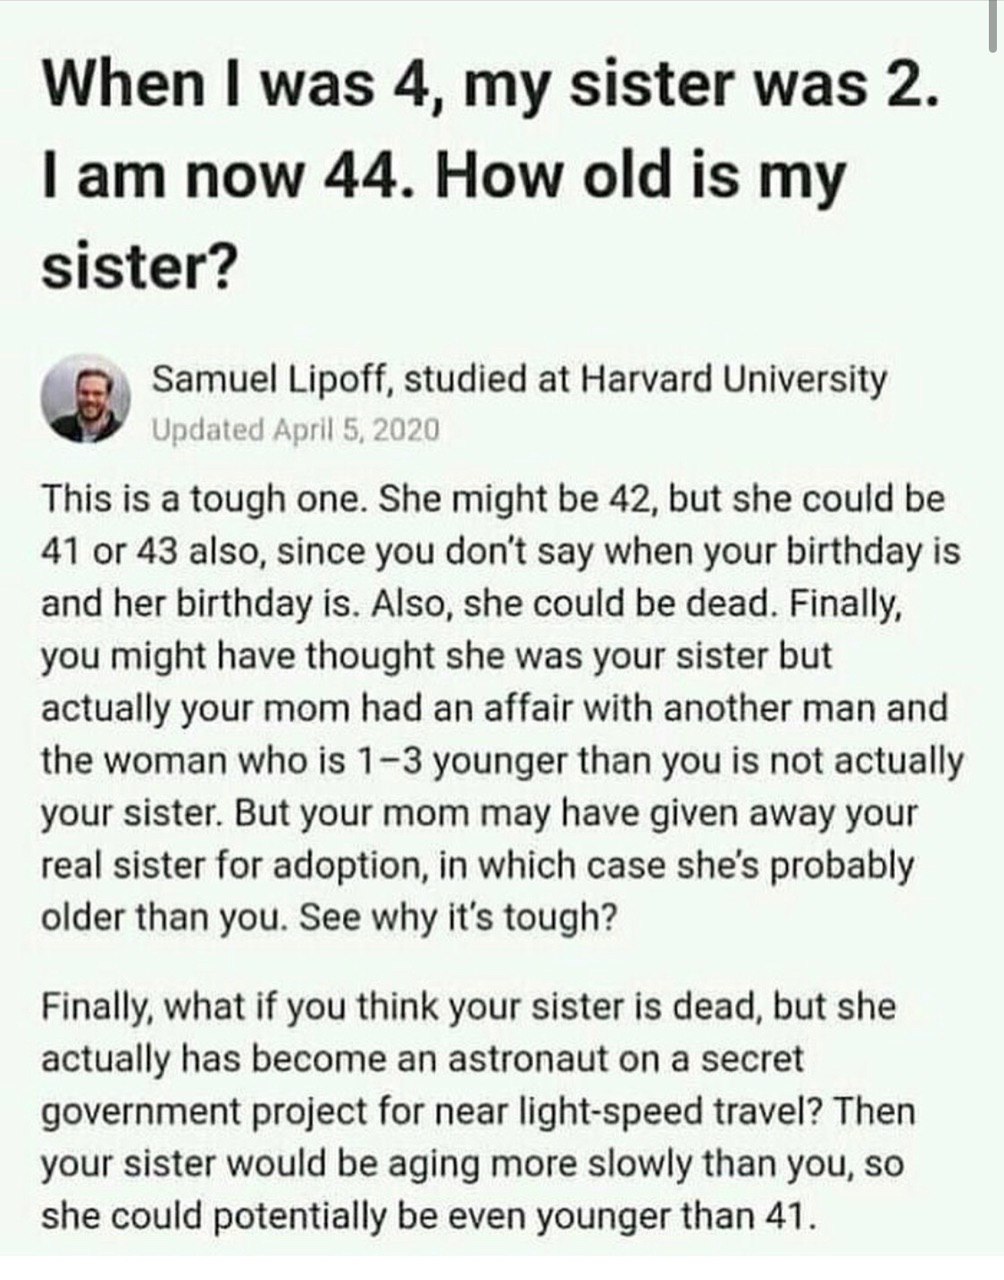 When I was 4, my sister was 2.
I am now 44. How old is my
sister?
Samuel Lipoff, studied at Harvard University
Updated April 5, 2020
This is a tough one. She might be 42, but she could be
41 or 43 also, since you don't say when your birthday is
and her birthday is. Also, she could be dead. Finally,
you might have thought she was your sister but
actually your mom had an affair with another man and
the woman who is 1–3 younger than you is not actually
your sister. But your mom may have given away your
real sister for adoption, in which case she's probably
older than you. See why it's tough?
Finally, what if you think your sister is dead, but she
actually has become an astronaut on a secret
government project for near light-speed travel? Then
your sister would be aging more slowly than you, so
she could potentially be even younger than 41.